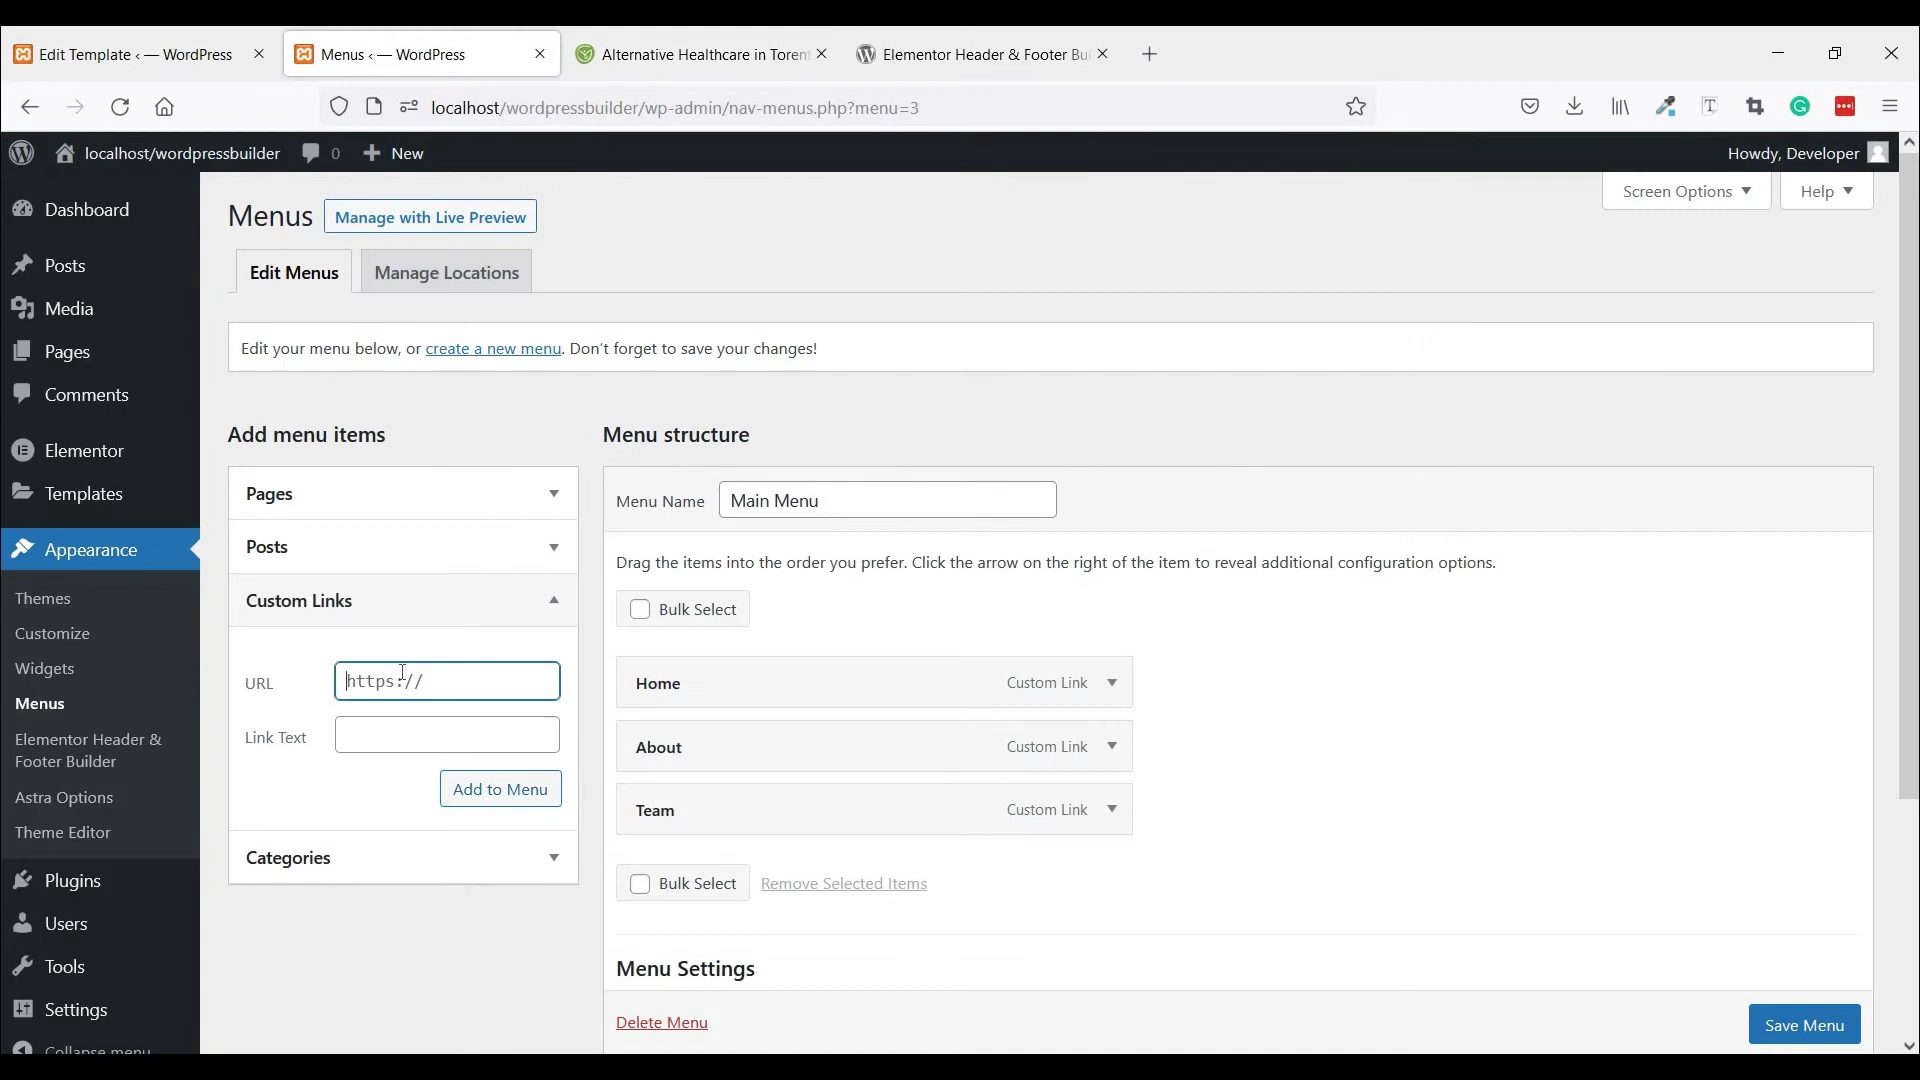 Edit Template ‹ — WordPress
Menus ‹ — WordPress
Alternative Healthcare in Torent
Elementor Header & Footer Bui
localhost/wordpressbuilder/wp-admin/nav-menus.php?menu=3
localhost/wordpressbuilder
0
New
Howdy, Developer
Screen Options
Help
Dashboard
Posts
Media
Pages
Comments
Elementor
Templates
Appearance
Themes
Customize
Widgets
Menus
Elementor Header &
Footer Builder
Astra Options
Theme Editor
Plugins
Users
Tools
Settings
Collapse menu
Menus
Manage with Live Preview
Edit Menus
Manage Locations
Edit your menu below, or create a new menu. Don’t forget to save your changes!
Add menu items
Pages
Posts
Custom Links
URL
https://
Link Text
Add to Menu
Categories
Menu structure
Menu Name
Main Menu
Drag the items into the order you prefer. Click the arrow on the right of the item to reveal additional configuration options.
Bulk Select
Home
Custom Link
About
Custom Link
Team
Custom Link
Bulk Select
Remove Selected Items
Menu Settings
Delete Menu
Save Menu